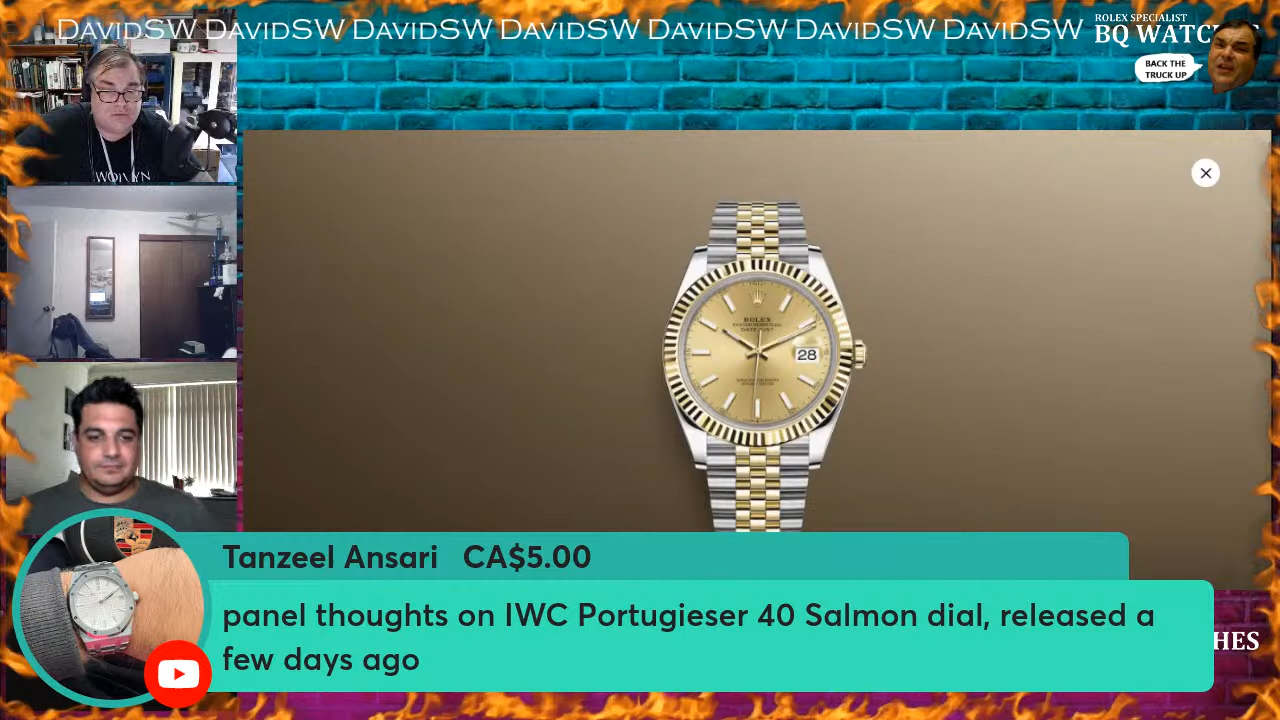 DAVIDSW DAVIDSW DAVIDSW DAVIDSW DAVIDSW DAVIDSW DAVIDSW
ROLEX SPECIALIST
BQ WATC
BACK THE
TRUCK UP
ROLEX
28
Tanzeel Ansari CA$5.00
panel thoughts on IWC Portugieser 40 Salmon dial, released a
few days ago
HES